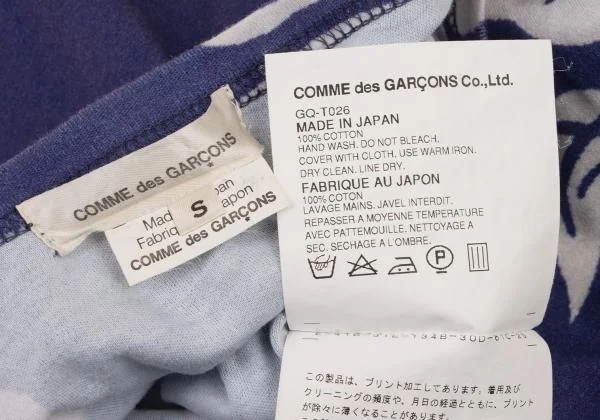 COMME des GARÇONS
S
Mad pan
Fabriq apon
COMME des GARÇONS
COMME des GARÇONS Co.,Ltd.
GQ-T026
MADE IN JAPAN
100% COTTON
HAND WASH. DO NOT BLEACH.
COVER WITH CLOTH, USE WARM IRON.
DRY CLEAN. LINE DRY.
FABRIQUE AU JAPON
100% COTON
LAVAGE MAINS. JAVEL INTERDIT.
REPASSER A MOYENNE TEMPERATURE
AVEC PATTEMOUILLE. NETTOYAGE A
SEC. SECHAGE A L'OMBRE.
P
この製品は、プリント加工してあります。着用及び
クリーニングの頻度や、月日の経過とともに、プリント
が徐々に薄くなることがあります。